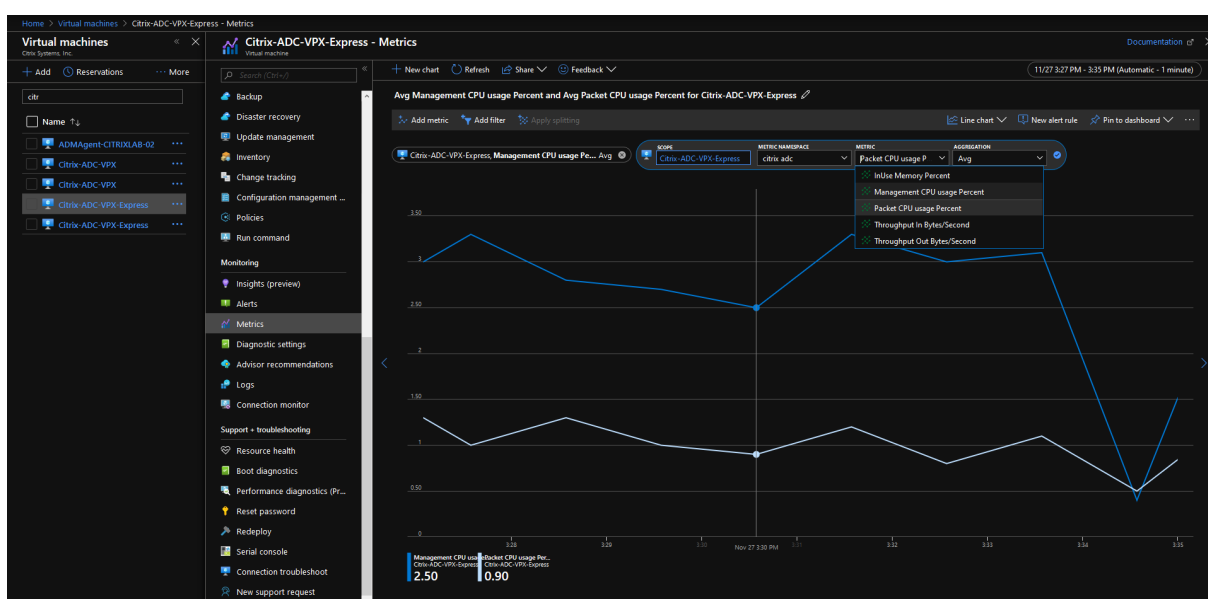 Home > Virtual machines > Citrix-ADC-VPX-Express - Metrics
Virtual machines
Citrix Systems, Inc.
+ Add Reservations ··· More
citr
Name ↑↓
ADMAgent-CITRIXLAB-02 ···
Citrix-ADC-VPX ···
Citrix-ADC-VPX ···
Citrix-ADC-VPX-Express ···
Citrix-ADC-VPX-Express ···
Citrix-ADC-VPX-Express - Metrics
Virtual machine
Documentation
Search (Ctrl+/)
Backup
Disaster recovery
Update management
Inventory
Change tracking
Configuration management ...
Policies
Run command
Monitoring
Insights (preview)
Alerts
Metrics
Diagnostic settings
Advisor recommendations
Logs
Connection monitor
Support + troubleshooting
Resource health
Boot diagnostics
Performance diagnostics (Pr...
Reset password
Redeploy
Serial console
Connection troubleshoot
New support request
+ New chart Refresh Share Feedback
11/27 3:27 PM - 3:35 PM (Automatic - 1 minute)
Avg Management CPU usage Percent and Avg Packet CPU usage Percent for Citrix-ADC-VPX-Express
Add metric Add filter Apply splitting
Line chart New alert rule Pin to dashboard ···
Citrix-ADC-VPX-Express, Management CPU usage Pe... Avg
SCOPE METRIC NAMESPACE METRIC AGGREGATION
Citrix-ADC-VPX-Express citrix adc Packet CPU usage P Avg
InUse Memory Percent
Management CPU usage Percent
Packet CPU usage Percent
Throughput In Bytes/Second
Throughput Out Bytes/Second
3.50
3
2.50
2
1.50
1
0.50
0
3:28 3:29 3:30 Nov 27 3:30 PM 3:31 3:32 3:33 3:34 3:35
Management CPU usage Packet CPU usage Per...
Citrix-ADC-VPX-Express Citrix-ADC-VPX-Express
2.50 0.90